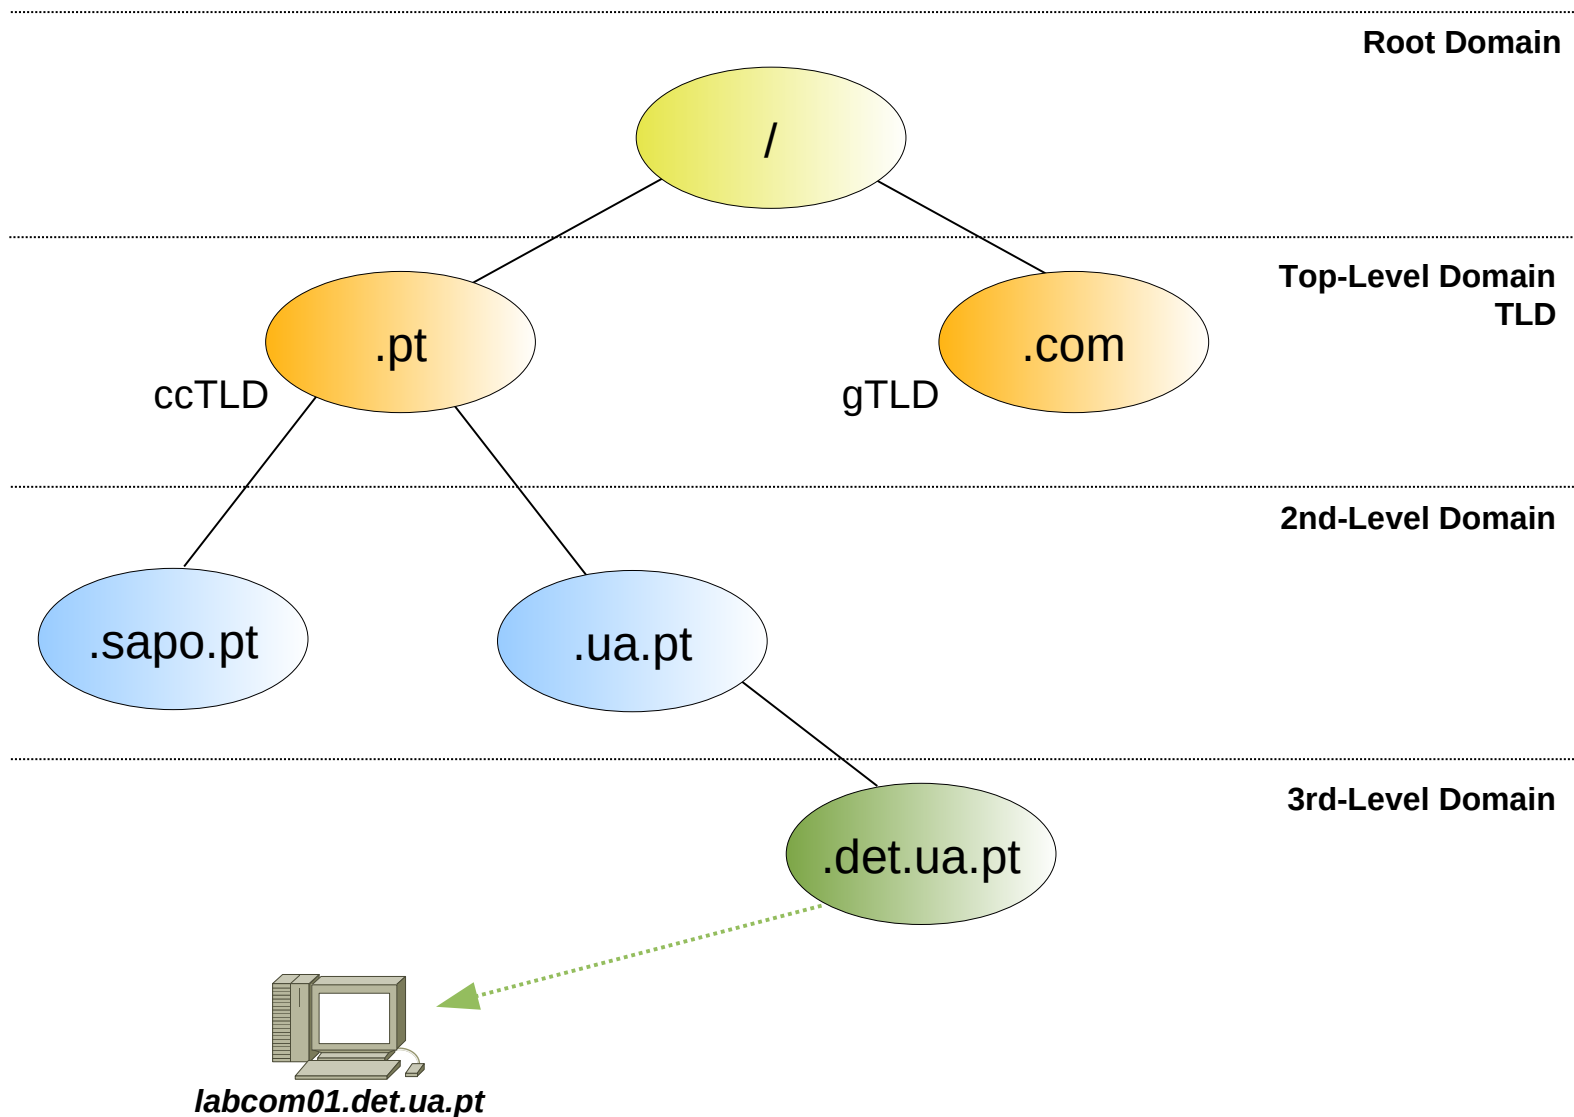 Root Domain
/
Top-Level Domain
TLD
.pt
.com
ccTLD
gTLD
2nd-Level Domain
.sapo.pt
.ua.pt
3rd-Level Domain
.det.ua.pt
labcom01.det.ua.pt